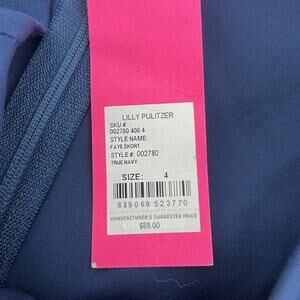 LILLY PULITZER
SKU #
002780 408 4
STYLE NAME:
FAYE SKORT
STYLE #: 002780
TRUE NAVY
SIZE: 4
889069 523770
MANUFACTURER'S SUGGESTED PRICE
$88.00